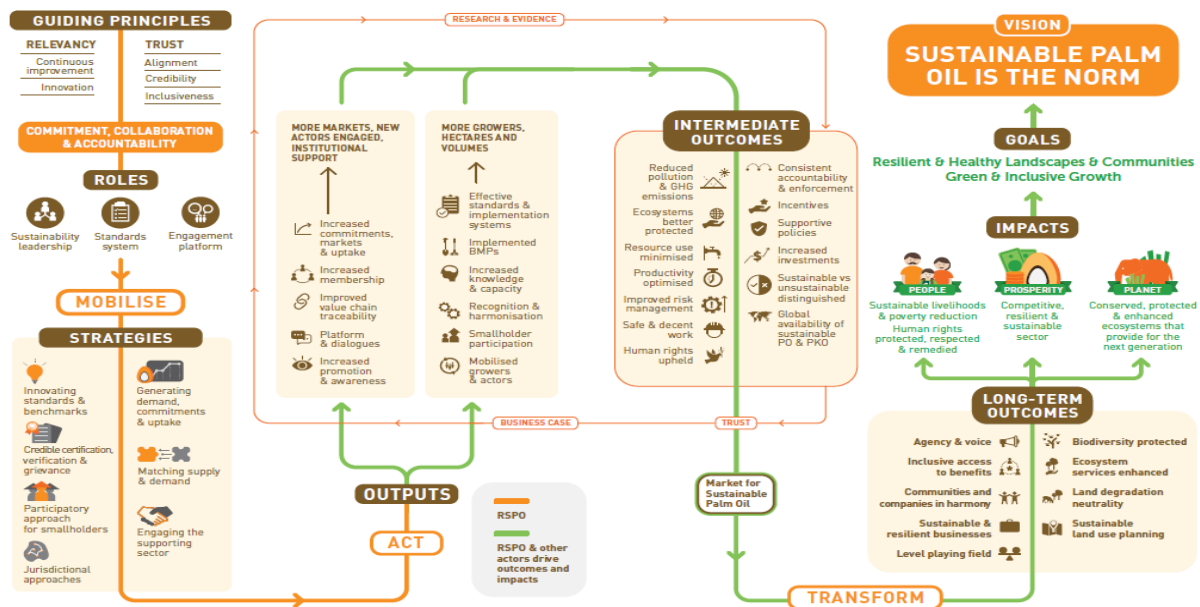 GUIDING PRINCIPLES
RELEVANCY
Continuous
improvement
Innovation
TRUST
Alignment
Credibility
Inclusiveness
COMMITMENT, COLLABORATION
& ACCOUNTABILITY
ROLES
Sustainability
leadership
Standards
system
Engagement
platform
MOBILISE
STRATEGIES
Innovating
standards &
benchmarks
Credible certification,
verification &
grievance
Participatory
approach
for smallholders
Jurisdictional
approaches
Generating
demand,
commitments
& uptake
Matching supply
& demand
Engaging the
supporting
sector
RESEARCH & EVIDENCE
MORE MARKETS, NEW
ACTORS ENGAGED,
INSTITUTIONAL
SUPPORT
Increased
commitments,
markets
& uptake
Increased
membership
Improved
value chain
traceability
Platform
& dialogues
Increased
promotion
& awareness
MORE GROWERS,
HECTARES AND
VOLUMES
Effective
standards &
implementation
systems
Implemented
BMPs
Increased
knowledge
& capacity
Recognition &
harmonisation
Smallholder
participation
Mobilised
growers
& actors
BUSINESS CASE
TRUST
OUTPUTS
ACT
RSPO
RSPO & other
actors drive
outcomes and
impacts
INTERMEDIATE
OUTCOMES
Reduced
pollution
& GHG
emissions
Ecosystems
better
protected
Resource use
minimised
Productivity
optimised
Improved risk
management
Safe & decent
work
Human rights
upheld
Consistent
accountability
& enforcement
Incentives
Supportive
policies
Increased
investments
Sustainable vs
unsustainable
distinguished
Global
availability of
sustainable
PO & PKO
Market for
Sustainable
Palm Oil
TRANSFORM
VISION
SUSTAINABLE PALM
OIL IS THE NORM
GOALS
Resilient & Healthy Landscapes & Communities
Green & Inclusive Growth
IMPACTS
PEOPLE
Sustainable livelihoods
& poverty reduction
Human rights
protected, respected
& remedied
PROSPERITY
Competitive,
resilient &
sustainable
sector
PLANET
Conserved, protected
& enhanced
ecosystems that
provide for the
next generation
LONG-TERM
OUTCOMES
Agency & voice
Inclusive access
to benefits
Communities and
companies in harmony
Sustainable &
resilient businesses
Level playing field
Biodiversity protected
Ecosystem
services enhanced
Land degradation
neutrality
Sustainable
land use planning